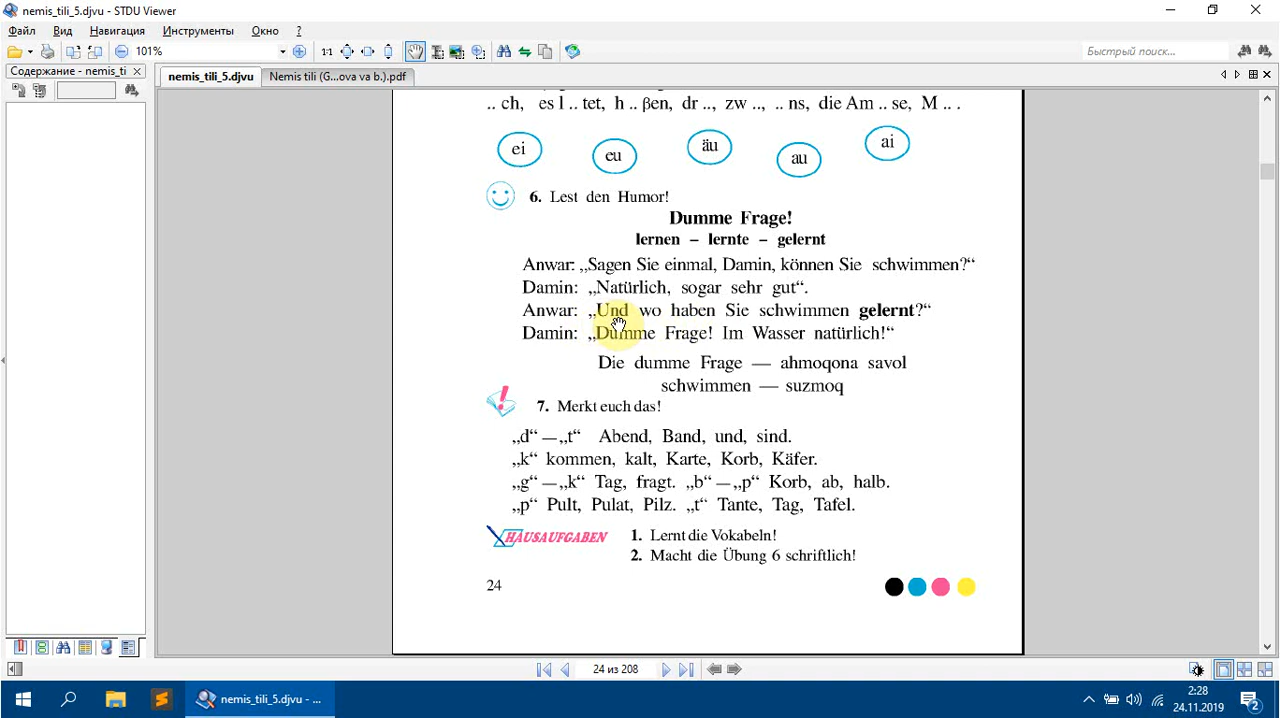 nemis_tili_5.djvu - STDU Viewer
Файл Вид Навигация Инструменты Окно ?
101%
1:1
Быстрый поиск...
Содержание - nemis_ti
nemis_tili_5.djvu
Nemis tili (G...ova va b.).pdf
.. ch, es l .. tet, h .. βen, dr .., zw .., .. ns, die Am .. se, M .. .
ei eu äu au ai
6. Lest den Humor!
Dumme Frage!
lernen – lernte – gelernt
Anwar: „Sagen Sie einmal, Damin, können Sie schwimmen?“
Damin: „Natürlich, sogar sehr gut“.
Anwar: „Und wo haben Sie schwimmen gelernt?“
Damin: „Dumme Frage! Im Wasser natürlich!“
Die dumme Frage — ahmoqona savol
schwimmen — suzmoq
7. Merkt euch das!
„d“ — „t“ Abend, Band, und, sind.
„k“ kommen, kalt, Karte, Korb, Käfer.
„g“ — „k“ Tag, fragt. „b“ — „p“ Korb, ab, halb.
„p“ Pult, Pulat, Pilz. „t“ Tante, Tag, Tafel.
HAUSAUFGABEN
1. Lernt die Vokabeln!
2. Macht die Übung 6 schriftlich!
24
24 из 208
nemis_tili_5.djvu - ...
2:28
24.11.2019
2